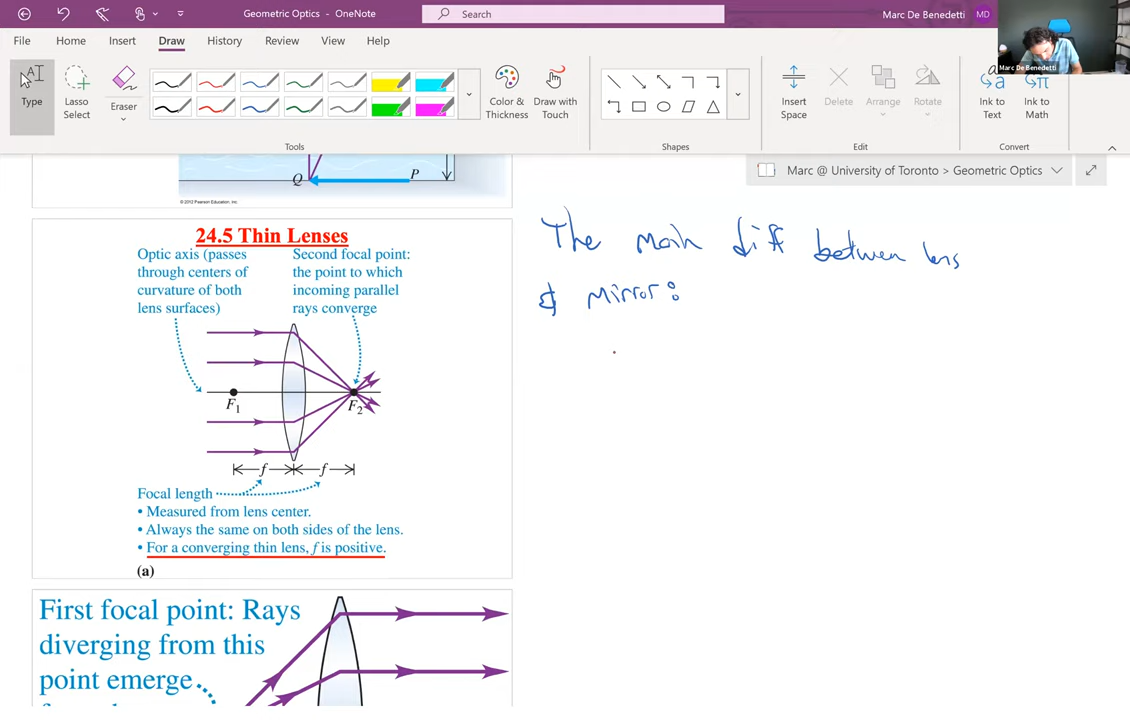 Geometric Optics - OneNote
Search
Marc De Benedetti
MD
Marc De Benedetti
File Home Insert Draw History Review View Help
Type
Lasso Select
Eraser
Color & Thickness
Draw with Touch
Insert Space
Delete
Arrange
Rotate
Ink to Text
Ink to Math
Tools
Shapes
Edit
Convert
Marc @ University of Toronto > Geometric Optics
Q
P
© 2012 Pearson Education, Inc.
24.5 Thin Lenses
Optic axis (passes
through centers of
curvature of both
lens surfaces)
Second focal point:
the point to which
incoming parallel
rays converge
F1
F2
f
f
Focal length
• Measured from lens center.
• Always the same on both sides of the lens.
• For a converging thin lens, f is positive.
(a)
First focal point: Rays
diverging from this
point emerge
The main diff between lens
& mirror: